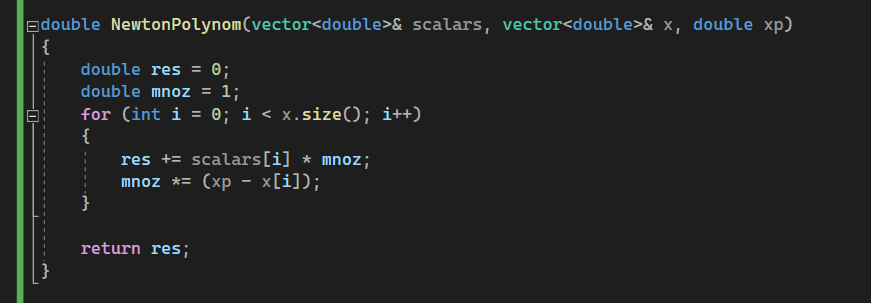 double NewtonPolynom(vector<double>& scalars, vector<double>& x, double xp)
{
double res = 0;
double mnoz = 1;
for (int i = 0; i < x.size(); i++)
{
res += scalars[i] * mnoz;
mnoz *= (xp - x[i]);
}
return res;
}